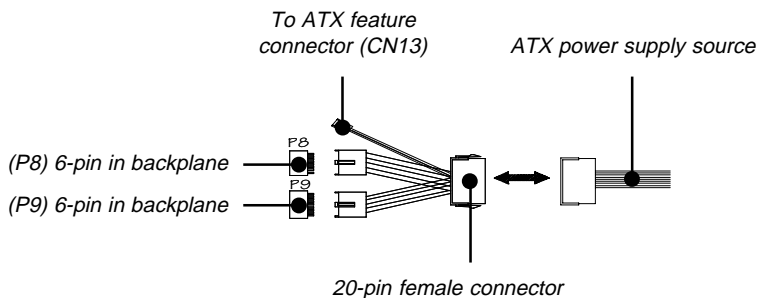 To ATX feature
connector (CN13)
ATX power supply source
P8
(P8) 6-pin in backplane
P9
(P9) 6-pin in backplane
20-pin female connector